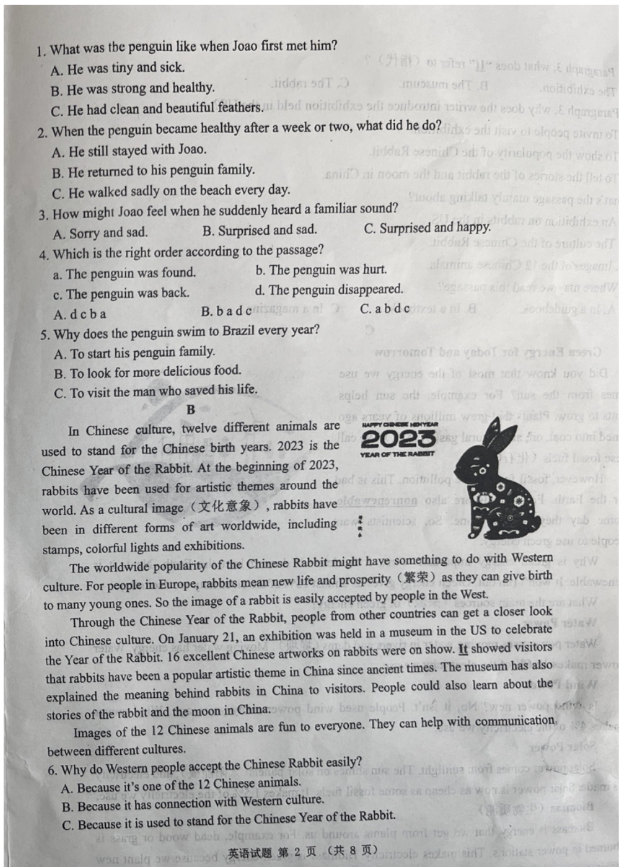 1. What was the penguin like when Joao first met him?
A. He was tiny and sick.
B. He was strong and healthy.
C. He had clean and beautiful feathers.
2. When the penguin became healthy after a week or two, what did he do?
A. He still stayed with Joao.
B. He returned to his penguin family.
C. He walked sadly on the beach every day.
3. How might Joao feel when he suddenly heard a familiar sound?
A. Sorry and sad. B. Surprised and sad. C. Surprised and happy.
4. Which is the right order according to the passage?
a. The penguin was found. b. The penguin was hurt.
c. The penguin was back. d. The penguin disappeared.
A. d c b a B. b a d c C. a b d c
5. Why does the penguin swim to Brazil every year?
A. To start his penguin family.
B. To look for more delicious food.
C. To visit the man who saved his life.
B
In Chinese culture, twelve different animals are
used to stand for the Chinese birth years. 2023 is the
Chinese Year of the Rabbit. At the beginning of 2023,
rabbits have been used for artistic themes around the
world. As a cultural image（文化意象）, rabbits have
been in different forms of art worldwide, including
stamps, colorful lights and exhibitions.
HAPPY CHINESE NEW YEAR
2023
YEAR OF THE RABBIT
The worldwide popularity of the Chinese Rabbit might have something to do with Western
culture. For people in Europe, rabbits mean new life and prosperity（繁荣）as they can give birth
to many young ones. So the image of a rabbit is easily accepted by people in the West.
Through the Chinese Year of the Rabbit, people from other countries can get a closer look
into Chinese culture. On January 21, an exhibition was held in a museum in the US to celebrate
the Year of the Rabbit. 16 excellent Chinese artworks on rabbits were on show. It showed visitors
that rabbits have been a popular artistic theme in China since ancient times. The museum has also
explained the meaning behind rabbits in China to visitors. People could also learn about the
stories of the rabbit and the moon in China.
Images of the 12 Chinese animals are fun to everyone. They can help with communication
between different cultures.
6. Why do Western people accept the Chinese Rabbit easily?
A. Because it's one of the 12 Chinese animals.
B. Because it has connection with Western culture.
C. Because it is used to stand for the Chinese Year of the Rabbit.
英语试题 第 2 页 （共 8 页）